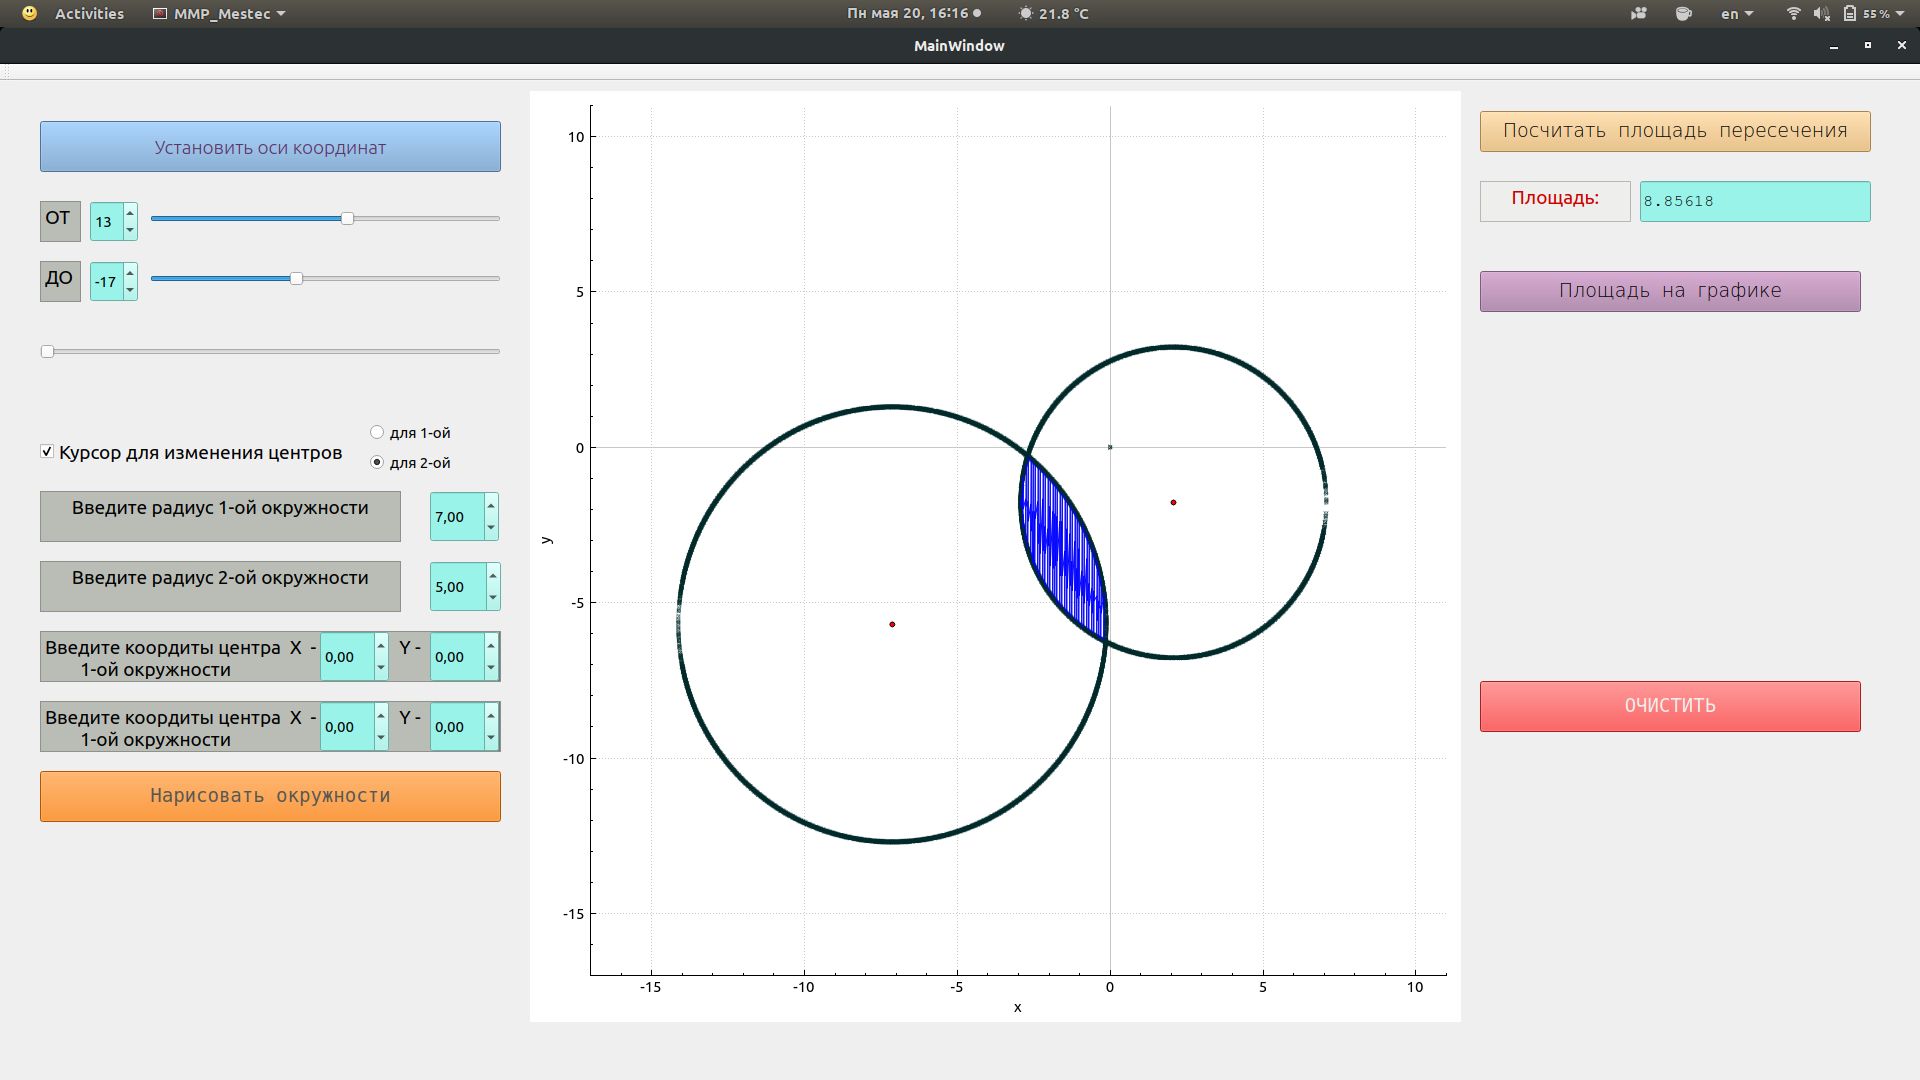 Activities MMP_Mestec Пн мая 20, 16:16 21.8 °C en 55 %
MainWindow
Установить оси координат
ОТ 13
ДО -17
Курсор для изменения центров
для 1-ой
для 2-ой
Введите радиус 1-ой окружности 7,00
Введите радиус 2-ой окружности 5,00
Введите коордиты центра X - 0,00 Y - 0,00
1-ой окружности
Введите коордиты центра X - 0,00 Y - 0,00
1-ой окружности
Нарисовать окружности
10
5
0
-5
-10
-15
y
-15 -10 -5 0 5 10
x
Посчитать площадь пересечения
Площадь: 8.85618
Площадь на графике
ОЧИСТИТЬ